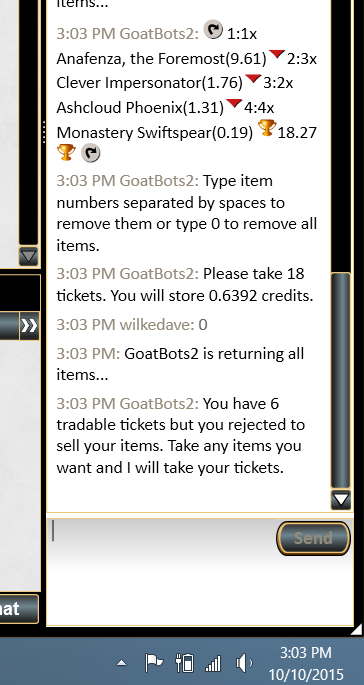 items...
3:03 PM GoatBots2: 1:1x
Anafenza, the Foremost(9.61) 2:3x
Clever Impersonator(1.76) 3:2x
Ashcloud Phoenix(1.31) 4:4x
Monastery Swiftspear(0.19) 18.27
3:03 PM GoatBots2: Type item
numbers separated by spaces to
remove them or type 0 to remove all
items.
3:03 PM GoatBots2: Please take 18
tickets. You will store 0.6392 credits.
3:03 PM wilkedave: 0
3:03 PM: GoatBots2 is returning all
items...
3:03 PM GoatBots2: You have 6
tradable tickets but you rejected to
sell your items. Take any items you
want and I will take your tickets.
Send
hat
3:03 PM
10/10/2015